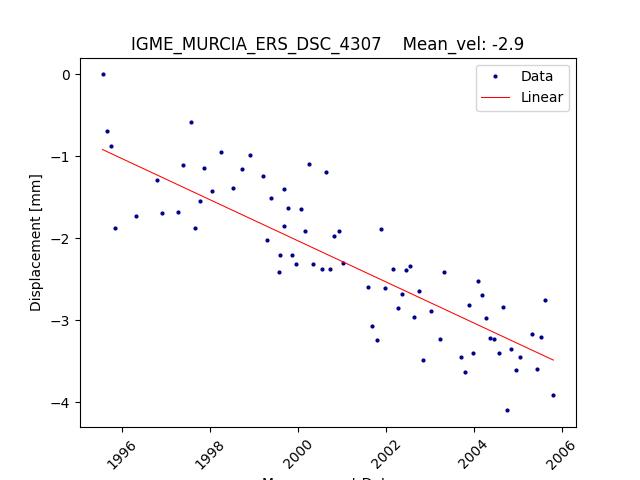 IGME_MURCIA_ERS_DSC_4307 Mean_vel: -2.9
Data
Linear
Displacement [mm]
0
−1
−2
−3
−4
1996
1998
2000
2002
2004
2006